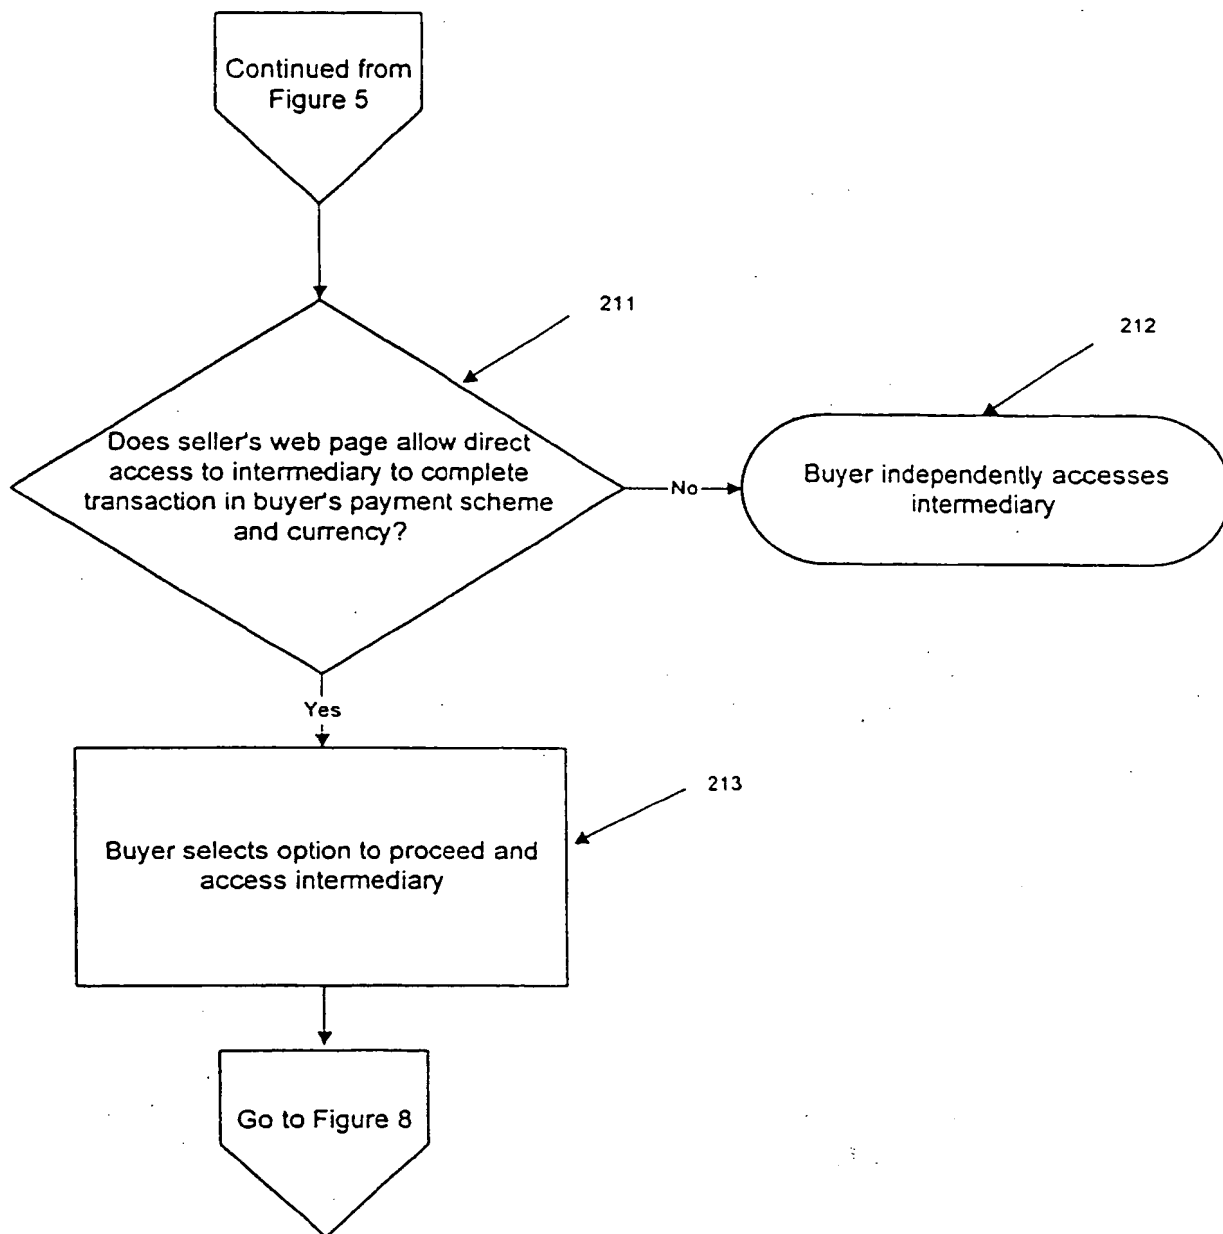 Continued from
Figure 5
211
212
Does seller's web page allow direct
access to intermediary to complete
transaction in buyer's payment scheme
and currency?
No
Buyer independently accesses
intermediary
Yes
213
Buyer selects option to proceed and
access intermediary
Go to Figure 8